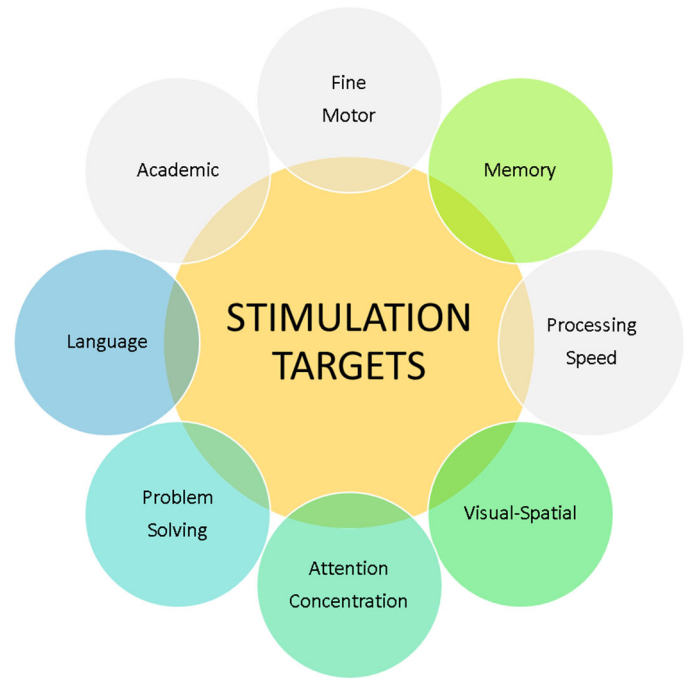 Fine
Motor
Memory
Processing
Speed
Visual-Spatial
Attention
Concentration
Problem
Solving
Language
Academic
STIMULATION
TARGETS